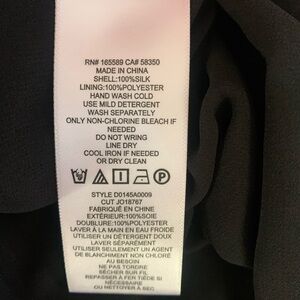 RN# 165589 CA# 58350
MADE IN CHINA
SHELL:100%SILK
LINING:100%POLYESTER
HAND WASH COLD
USE MILD DETERGENT
WASH SEPARATELY
ONLY NON-CHLORINE BLEACH IF
NEEDED
DO NOT WRING
LINE DRY
COOL IRON IF NEEDED
OR DRY CLEAN
STYLE D0145A0009
CUT JO18767
FABRIQUÉ EN CHINE
EXTÉRIEUR:100%SOIE
DOUBLURE:100%POLYESTER
LAVER À LA MAIN EN EAU FROIDE
UTILISER UN DÉTERGENT DOUX
LAVER SÉPARÉMENT
UTILISER SEULEMENT UN AGENT
DE BLANCHIMENT NON CHLORÉ
AU BESOIN
NE PAS TORDRE
SÉCHER SUR FIL
REPASSER À FER TIÈDE SI
NÉCESSAIRE
OU NETTOYER À SEC